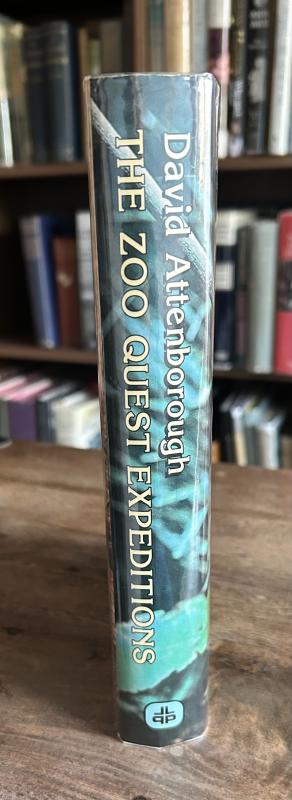 David Attenborough
THE ZOO QUEST EXPEDITIONS